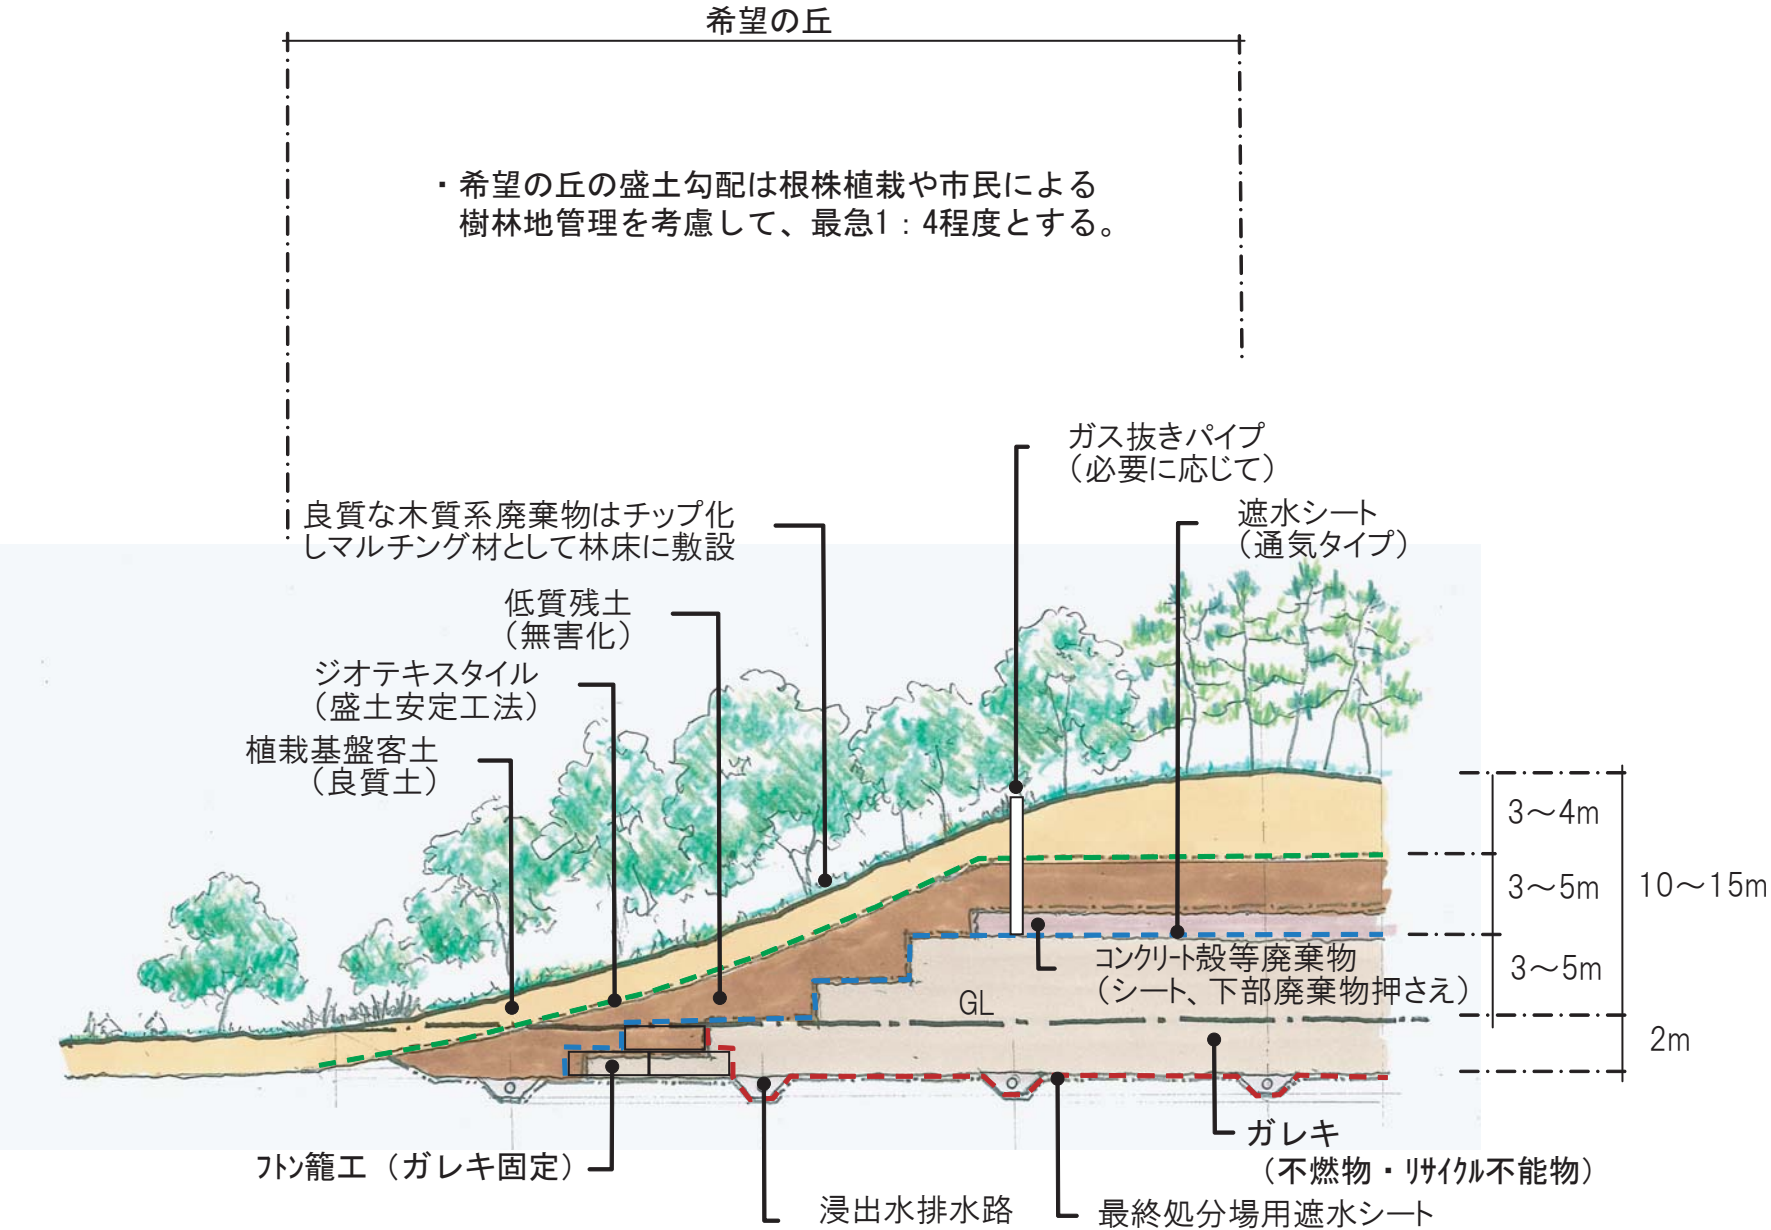 希望の丘
・希望の丘の盛土勾配は根株植栽や市民による
樹林地管理を考慮して、最急1：4程度とする。
ガス抜きパイプ
（必要に応じて）
良質な木質系廃棄物はチップ化
しマルチング材として林床に敷設
遮水シート
（通気タイプ）
低質残土
（無害化）
ジオテキスタイル
（盛土安定工法）
植栽基盤客土
（良質土）
3～4m
3～5m
10～15m
コンクリート殻等廃棄物
（シート、下部廃棄物押さえ）
3～5m
GL
2m
フトン籠工（ガレキ固定）
ガレキ
（不燃物・リサイクル不能物）
浸出水排水路
最終処分場用遮水シート